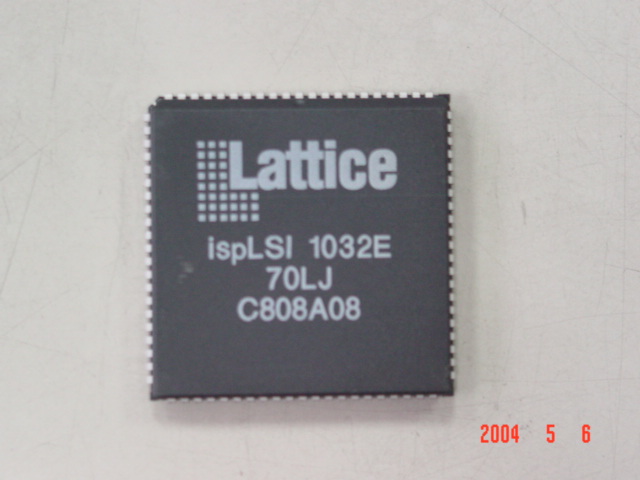 Lattice
ispLSI 1032E
70LJ
C808A08
2004 5 6